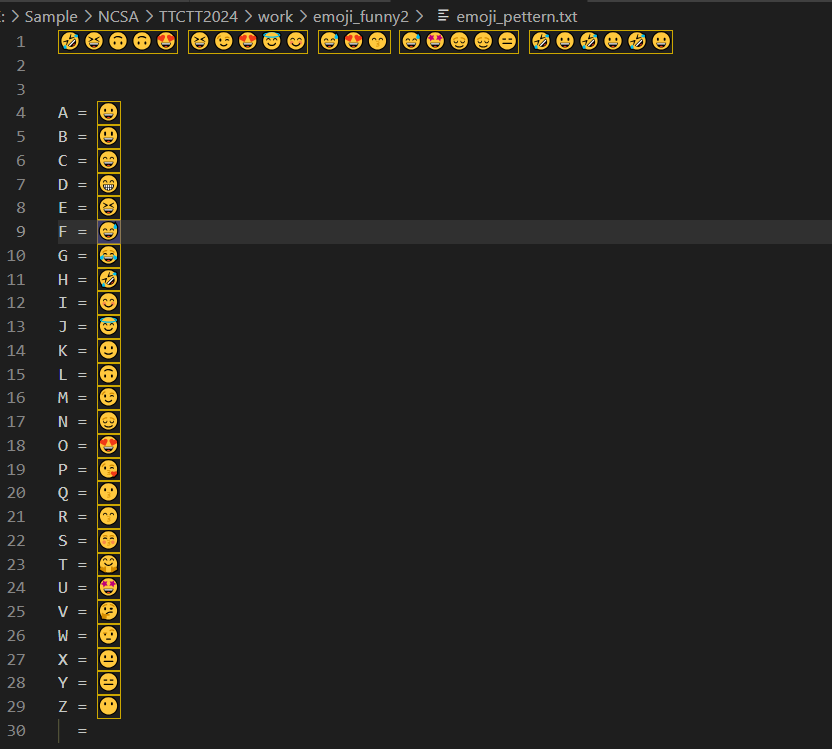 : > Sample > NCSA > TTCTT2024 > work > emoji_funny2 > emoji_pettern.txt
1 🤣😆🙃🙃😍 😆😉😍😇😊 😅😍😙 😅🤩😔😔😑 🤣😀🤣😀🤣😀
2
3
4 A = 😀
5 B = 😃
6 C = 😄
7 D = 😁
8 E = 😆
9 F = 😅
10 G = 😂
11 H = 🤣
12 I = 😊
13 J = 😇
14 K = 🙂
15 L = 🙃
16 M = 😉
17 N = 😔
18 O = 😍
19 P = 😘
20 Q = 😗
21 R = 😙
22 S = 😚
23 T = 🤗
24 U = 🤩
25 V = 🤔
26 W = 🤨
27 X = 😐
28 Y = 😑
29 Z = 😶
30 =